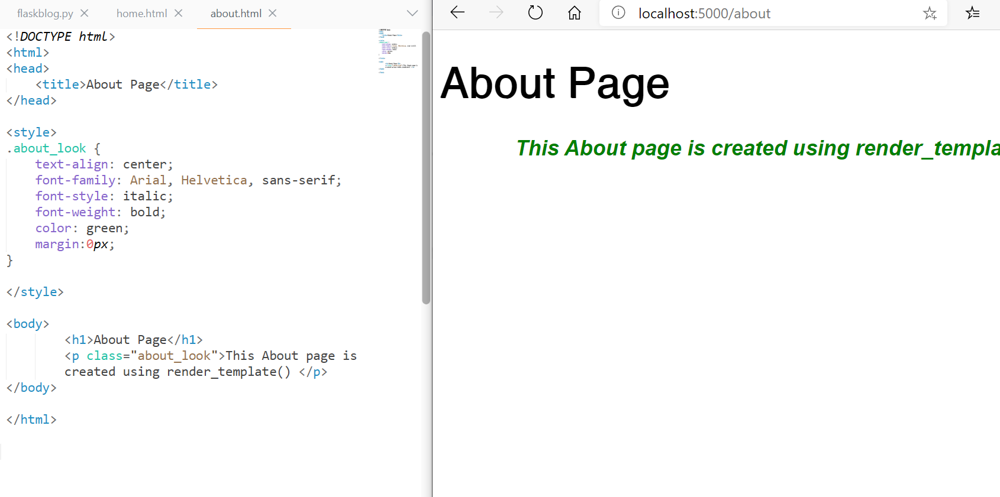 flaskblog.py home.html about.html
<!DOCTYPE html>
<html>
<head>
    <title>About Page</title>
</head>
<style>
.about_look {
    text-align: center;
    font-family: Arial, Helvetica, sans-serif;
    font-style: italic;
    font-weight: bold;
    color: green;
    margin:0px;
}
</style>
<body>
        <h1>About Page</h1>
        <p class="about_look">This About page is
        created using render_template() </p>
</body>
</html>
localhost:5000/about
About Page
This About page is created using render_templa